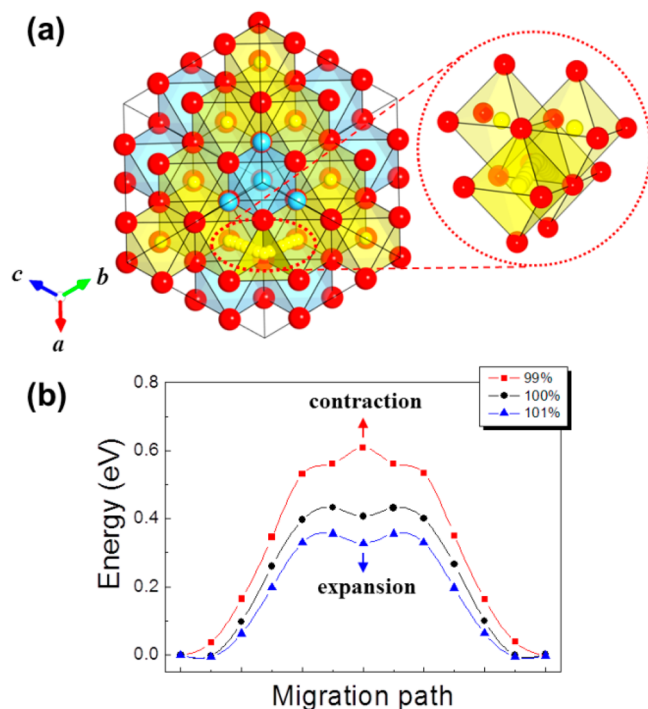 (a)
c
b
a
(b)
99%
100%
101%
0.8
0.6
0.4
0.2
0.0
Energy (eV)
contraction
expansion
Migration path